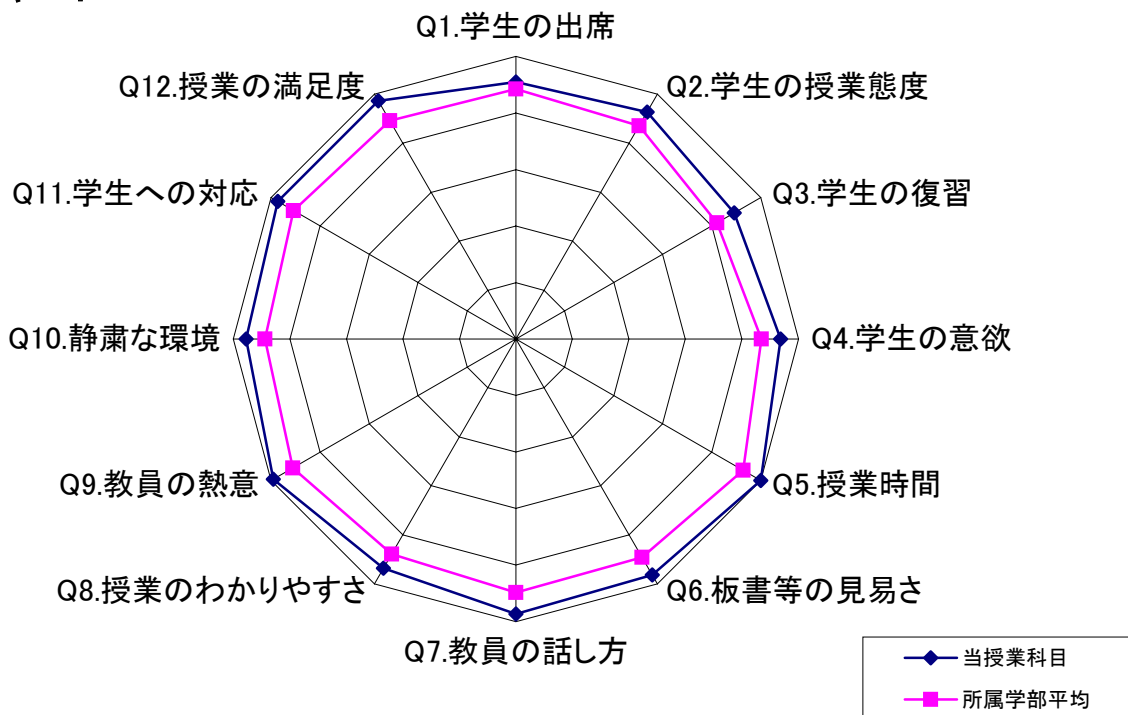 Q1.学生の出席
Q2.学生の授業態度
Q3.学生の復習
Q4.学生の意欲
Q5.授業時間
Q6.板書等の見易さ
Q7.教員の話し方
Q8.授業のわかりやすさ
Q9.教員の熱意
Q10.静粛な環境
Q11.学生への対応
Q12.授業の満足度
当授業科目
所属学部平均